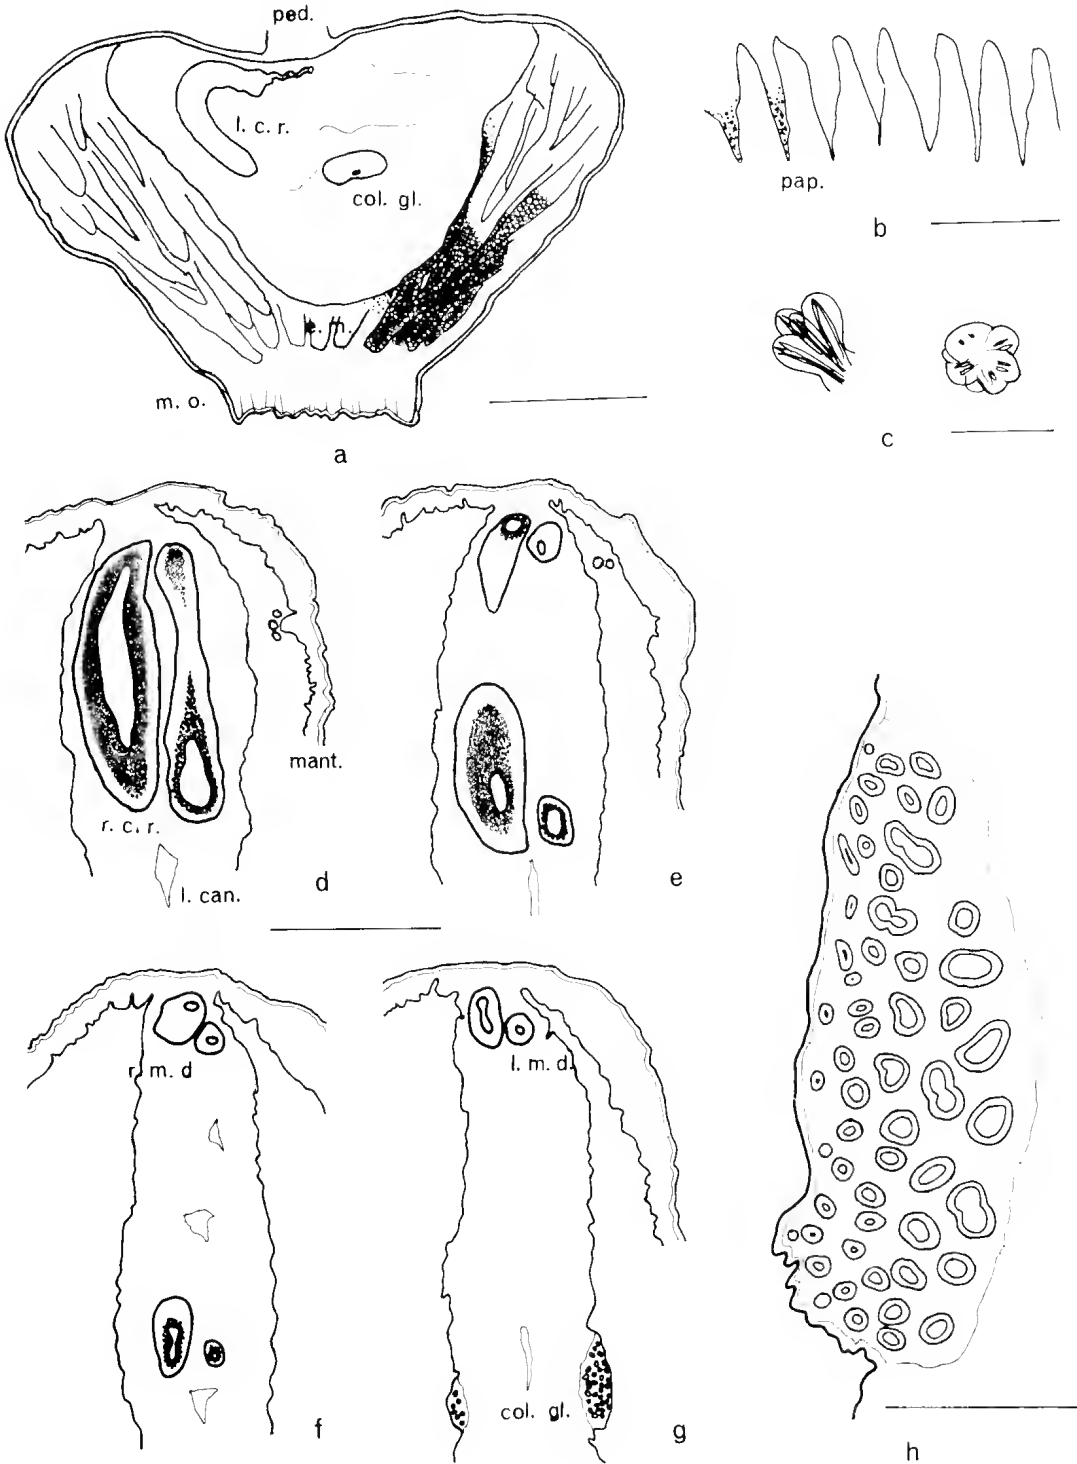 ped.
l. c. r.
col. gl.
m. o.
a
pap.
b
c
mant.
r. c. r.
l. can.
d
e
r. m. d
f
l. m. d.
col. gl.
g
h